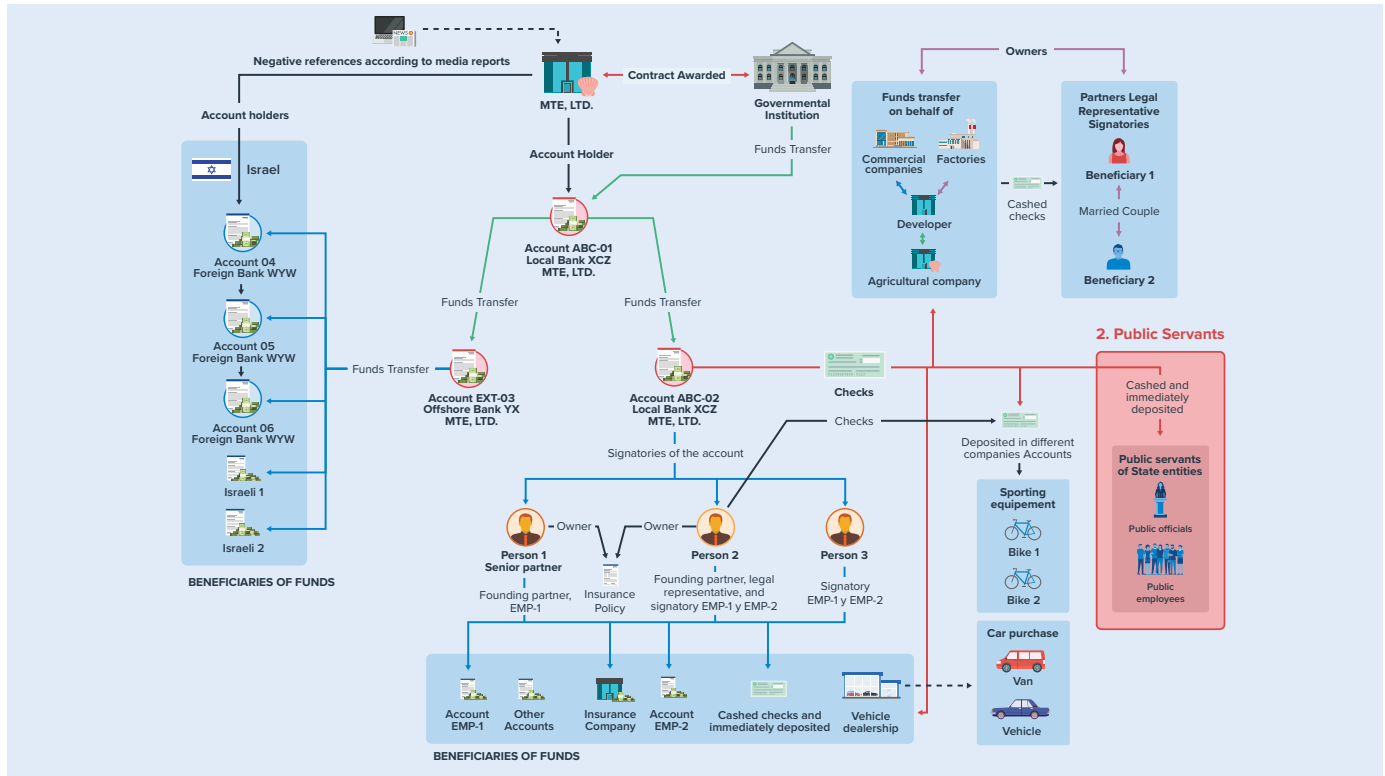 NEWS
Negative references according to media reports
MTE, LTD.
Contract Awarded
Governmental
Institution
Funds Transfer
Account Holder
Account holders
Israel
Account 04
Foreign Bank WYW
Account 05
Foreign Bank WYW
Account 06
Foreign Bank WYW
Israeli 1
Israeli 2
BENEFICIARIES OF FUNDS
Account ABC-01
Local Bank XCZ
MTE, LTD.
Funds Transfer
Funds Transfer
Funds Transfer
Account EXT-03
Offshore Bank YX
MTE, LTD.
Account ABC-02
Local Bank XCZ
MTE, LTD.
Signatories of the account
Checks
Checks
Owners
Funds transfer
on behalf of
Commercial
companies
Factories
Developer
Agricultural company
Cashed
checks
Partners Legal
Representative
Signatories
Beneficiary 1
Married Couple
Beneficiary 2
2. Public Servants
Cashed and
immediately
deposited
Public servants
of State entities
Public officials
Public
employees
Deposited in different
companies Accounts
Sporting
equipement
Bike 1
Bike 2
Car purchase
Van
Vehicle
Owner
Owner
Person 1
Senior partner
Founding partner,
EMP-1
Insurance
Policy
Person 2
Founding partner, legal
representative, and
signatory EMP-1 y EMP-2
Person 3
Signatory
EMP-1 y EMP-2
Account
EMP-1
Other
Accounts
Insurance
Company
Account
EMP-2
Cashed checks and
immediately deposited
Vehicle
dealership
BENEFICIARIES OF FUNDS